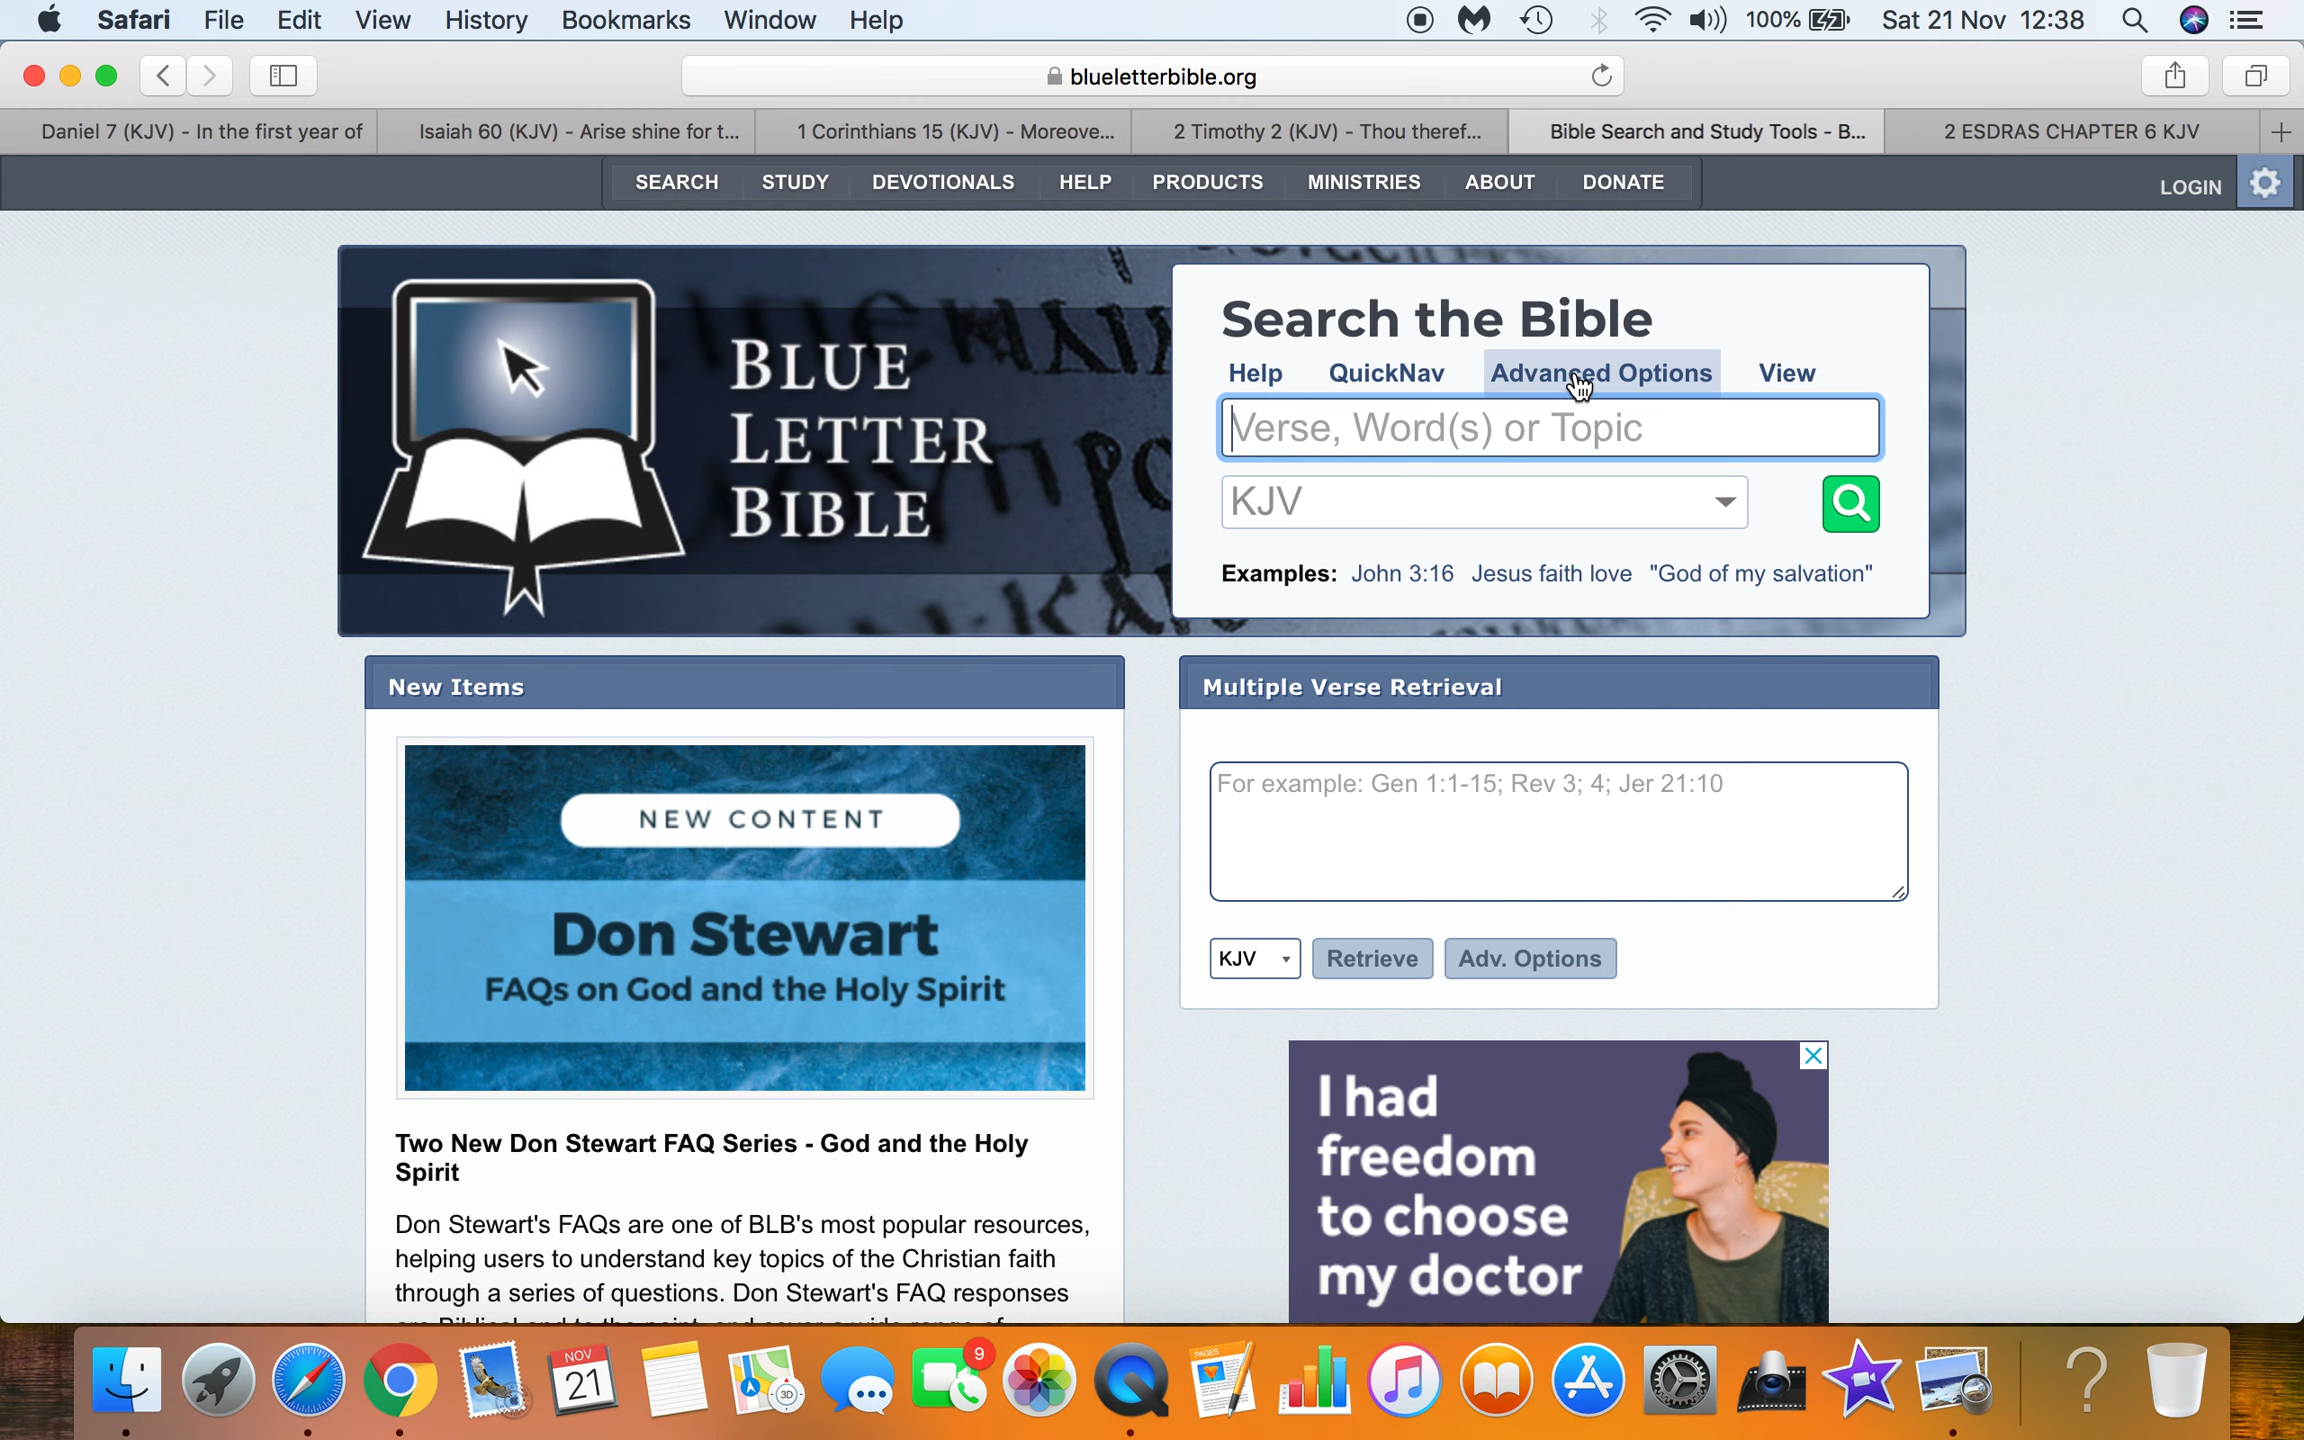 Safari File Edit View History Bookmarks Window Help 100% Sat 21 Nov 12:38
blueletterbible.org
Daniel 7 (KJV) - In the first year of
Isaiah 60 (KJV) - Arise shine for t...
1 Corinthians 15 (KJV) - Moreove...
2 Timothy 2 (KJV) - Thou theref...
Bible Search and Study Tools - B...
2 ESDRAS CHAPTER 6 KJV
SEARCH STUDY DEVOTIONALS HELP PRODUCTS MINISTRIES ABOUT DONATE LOGIN
BLUE
LETTER
BIBLE
Search the Bible
Help QuickNav Advanced Options View
Verse, Word(s) or Topic
KJV
Examples: John 3:16 Jesus faith love "God of my salvation"
New Items
NEW CONTENT
Don Stewart
FAQs on God and the Holy Spirit
Two New Don Stewart FAQ Series - God and the Holy
Spirit
Don Stewart's FAQs are one of BLB's most popular resources,
helping users to understand key topics of the Christian faith
through a series of questions. Don Stewart's FAQ responses
Multiple Verse Retrieval
For example: Gen 1:1-15; Rev 3; 4; Jer 21:10
KJV Retrieve Adv. Options
I had
freedom
to choose
my doctor
NOV
21
3D
9
PAGES